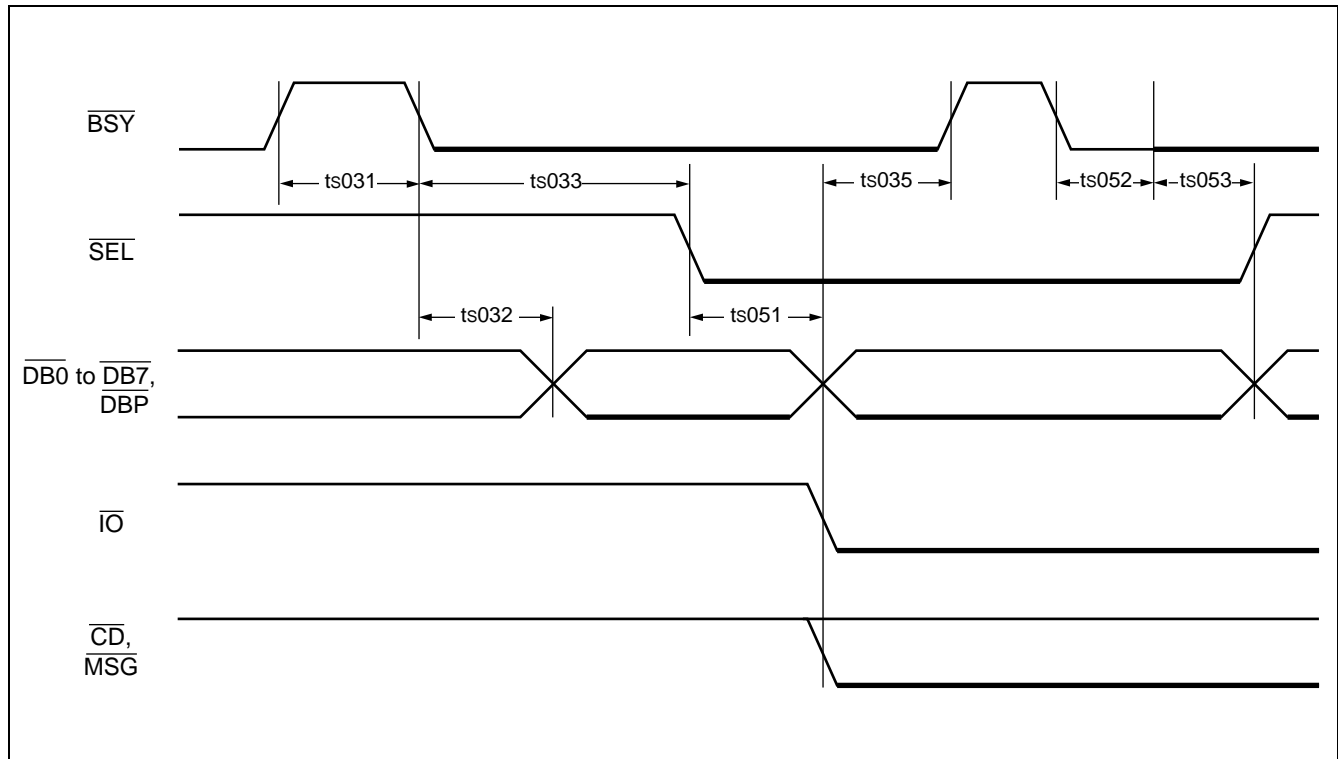 BSY
ts031
ts033
ts035
ts052
ts053
SEL
ts032
ts051
DB0 to DB7,
DBP
IO
CD,
MSG